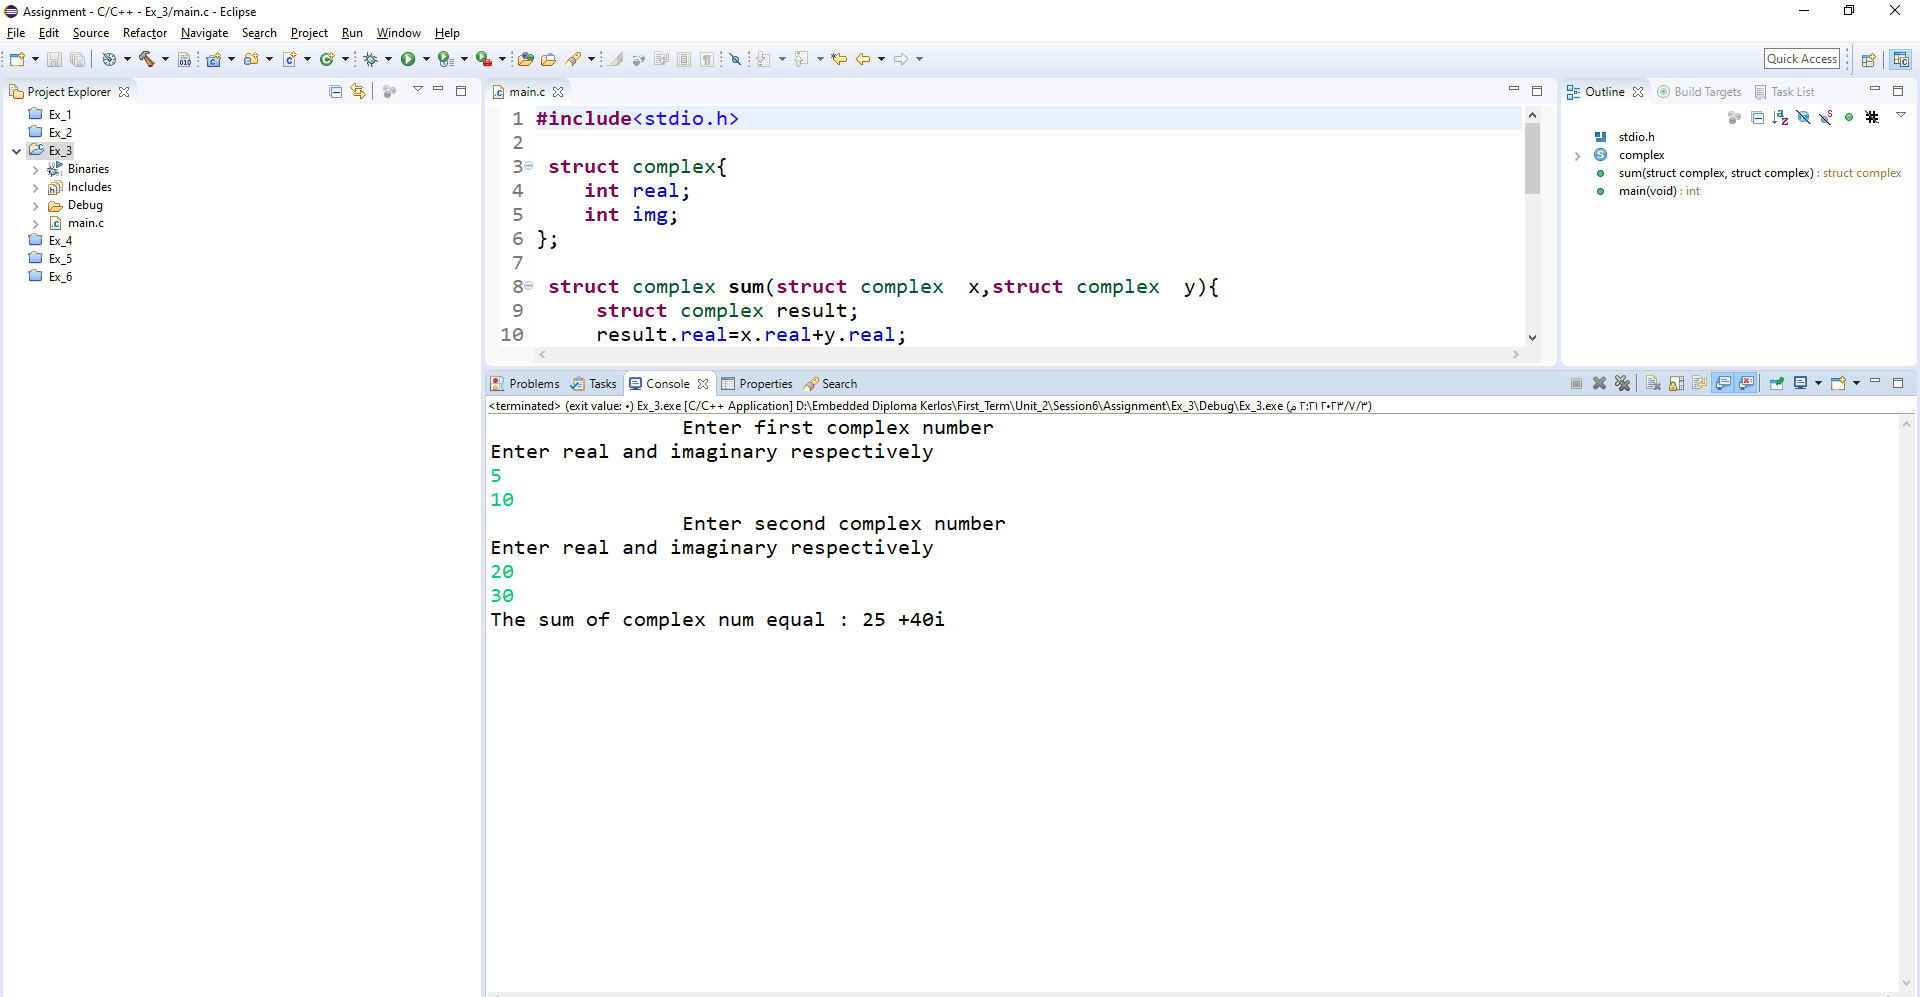 Assignment - C/C++ - Ex_3/main.c - Eclipse
File Edit Source Refactor Navigate Search Project Run Window Help
Quick Access
Project Explorer
Ex_1
Ex_2
Ex_3
Binaries
Includes
Debug
main.c
Ex_4
Ex_5
Ex_6
main.c
1 #include<stdio.h>
2
3 struct complex{
4 int real;
5 int img;
6 };
7
8 struct complex sum(struct complex  x,struct complex  y){
9 struct complex result;
10 result.real=x.real+y.real;
Outline Build Targets Task List
stdio.h
complex
sum(struct complex, struct complex) : struct complex
main(void) : int
Problems Tasks Console Properties Search
<terminated> (exit value: ٠) Ex_3.exe [C/C++ Application] D:\Embedded Diploma Kerlos\First_Term\Unit_2\Session6\Assignment\Ex_3\Debug\Ex_3.exe (٢٠٢٣/٧/٣ ٢:٢١ م)
Enter first complex number
Enter real and imaginary respectively
5
10
Enter second complex number
Enter real and imaginary respectively
20
30
The sum of complex num equal : 25 +40i